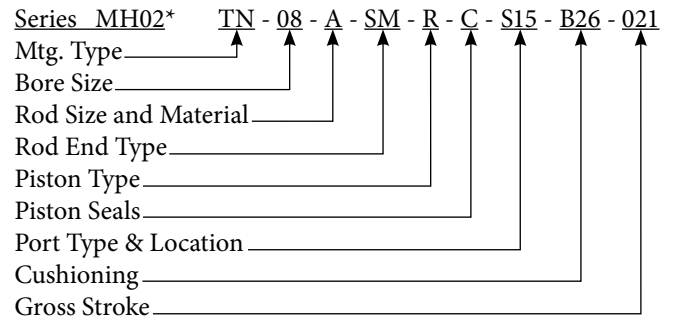 Series MH02* TN - 08 - A - SM - R - C - S15 - B26 - 021
Mtg. Type
Bore Size
Rod Size and Material
Rod End Type
Piston Type
Piston Seals
Port Type & Location
Cushioning
Gross Stroke